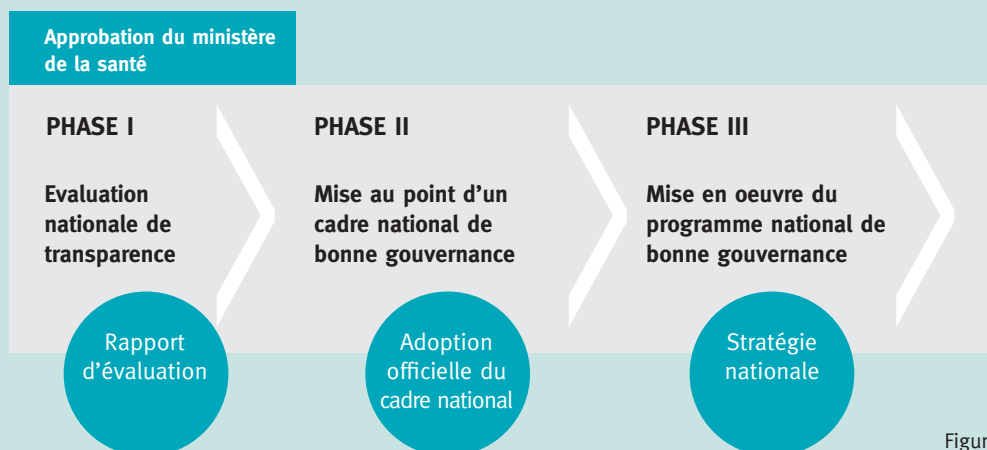 Approbation du ministère
de la santé
PHASE I
Evaluation
nationale de
transparence
Rapport
d’évaluation
PHASE II
Mise au point d’un
cadre national de
bonne gouvernance
Adoption
officielle du
cadre national
PHASE III
Mise en oeuvre du
programme national de
bonne gouvernance
Stratégie
nationale